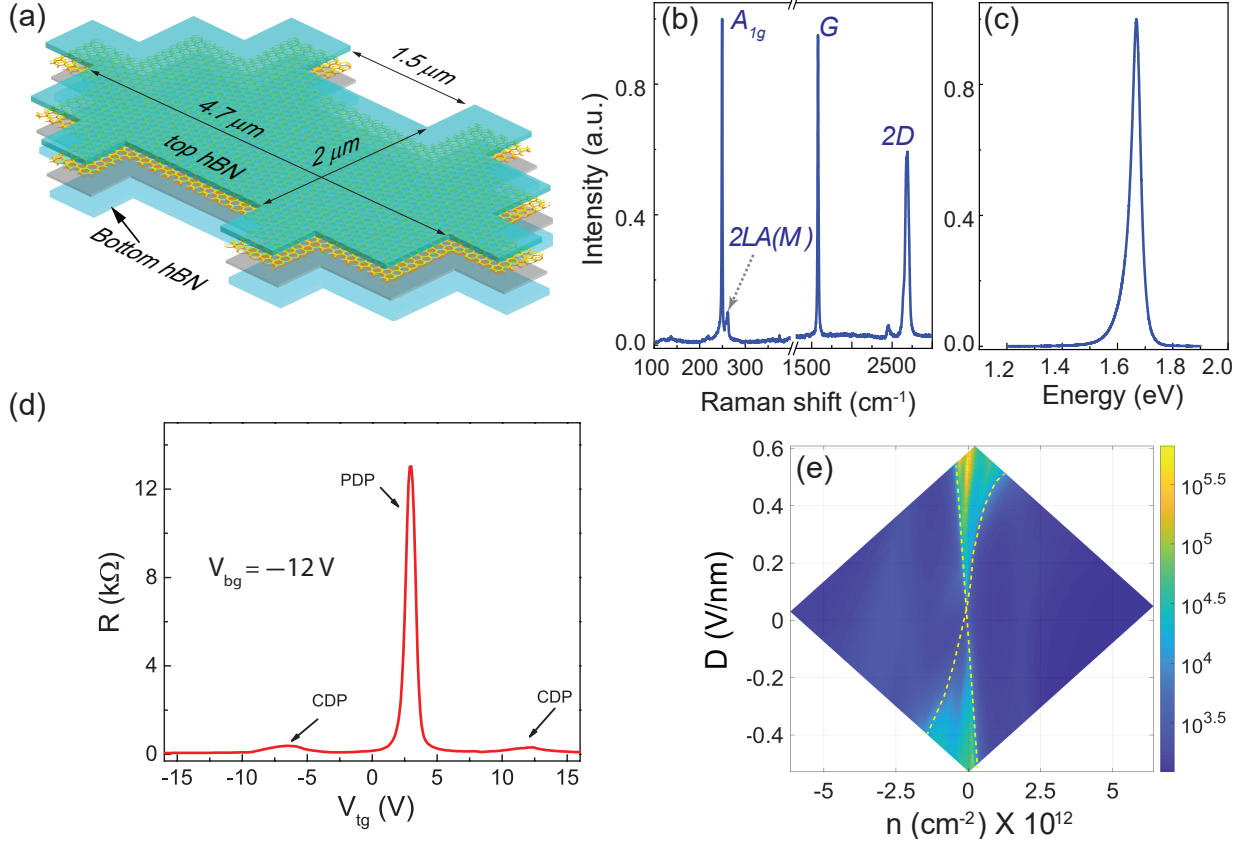 (a)
1.5 μm
4.7 μm
2 μm
top hBN
Bottom hBN
(b)
A1g
G
2D
2LA(M)
0.8
0.4
0.0
Intensity (a.u.)
100 200 300 1500 2500
Raman shift (cm-1)
(c)
0.8
0.4
0.0
1.2 1.4 1.6 1.8 2.0
Energy (eV)
(d)
PDP
Vbg = −12 V
CDP
CDP
12
9
6
3
0
R (kΩ)
-15 -10 -5 0 5 10 15
Vtg (V)
(e)
0.6
0.4
0.2
0
-0.2
-0.4
D (V/nm)
-5 -2.5 0 2.5 5
n (cm-2) X 10^12
10^5.5
10^5
10^4.5
10^4
10^3.5